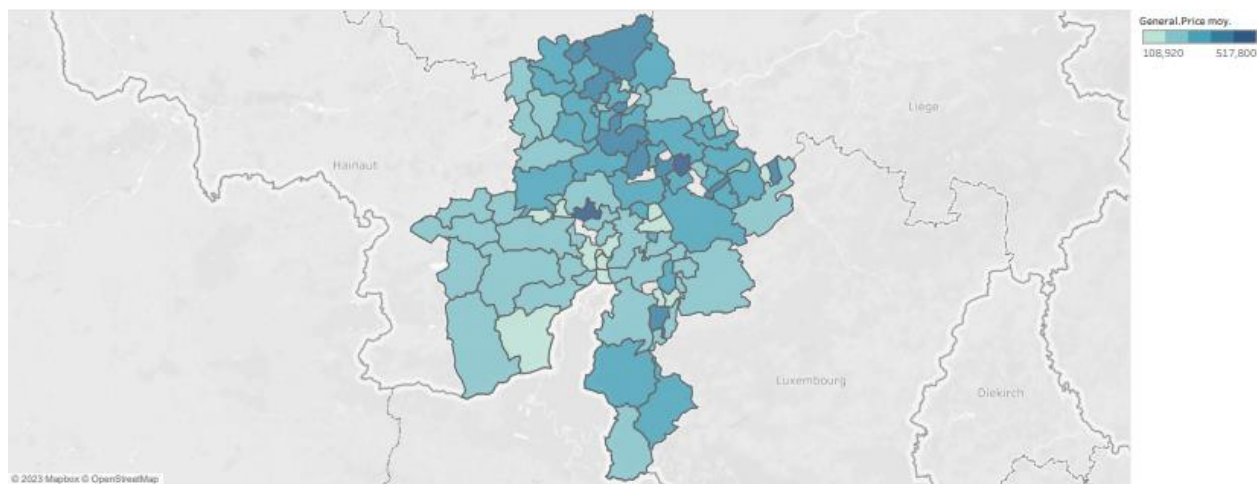 General.Price moy.
108,920 517,800
Liège
Hainaut
Luxembourg
Diekirch
© 2023 Mapbox © OpenStreetMap